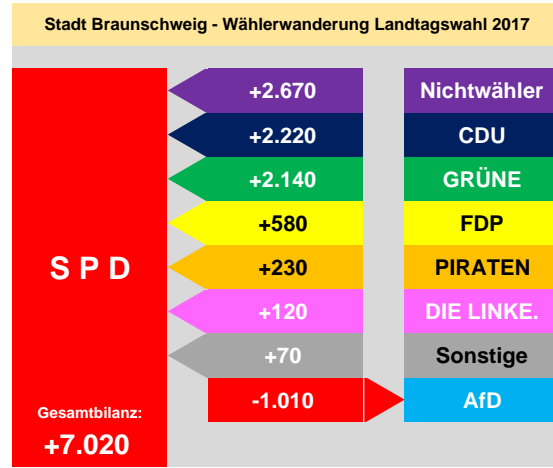 Stadt Braunschweig - Wählerwanderung Landtagswahl 2017
+2.670 Nichtwähler
+2.220 CDU
+2.140 GRÜNE
+580 FDP
S P D
+230 PIRATEN
+120 DIE LINKE.
+70 Sonstige
-1.010 AfD
Gesamtbilanz:
+7.020